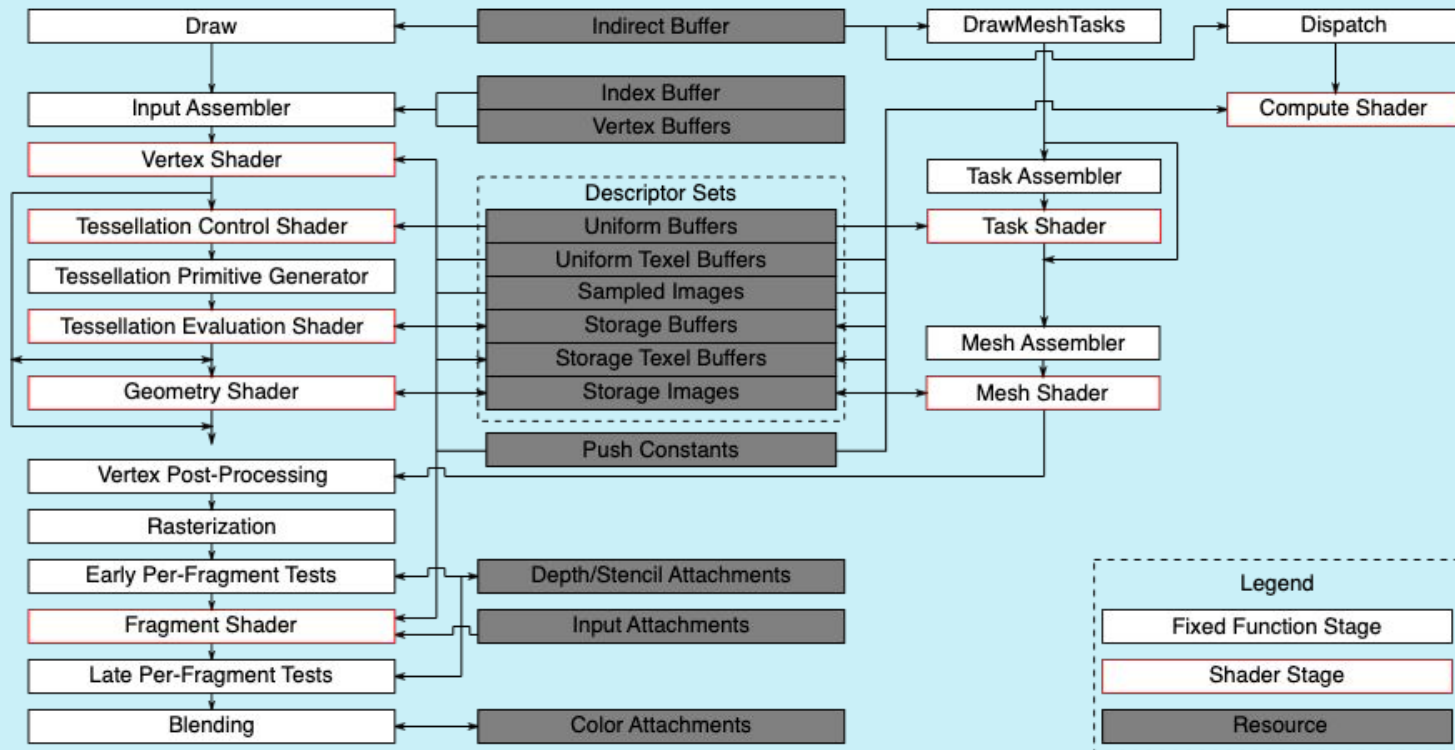 Draw
Indirect Buffer
DrawMeshTasks
Dispatch
Input Assembler
Index Buffer
Vertex Buffers
Compute Shader
Vertex Shader
Task Assembler
Descriptor Sets
Tessellation Control Shader
Uniform Buffers
Task Shader
Tessellation Primitive Generator
Uniform Texel Buffers
Sampled Images
Tessellation Evaluation Shader
Storage Buffers
Mesh Assembler
Storage Texel Buffers
Geometry Shader
Storage Images
Mesh Shader
Push Constants
Vertex Post-Processing
Rasterization
Early Per-Fragment Tests
Depth/Stencil Attachments
Fragment Shader
Input Attachments
Late Per-Fragment Tests
Blending
Color Attachments
Legend
Fixed Function Stage
Shader Stage
Resource